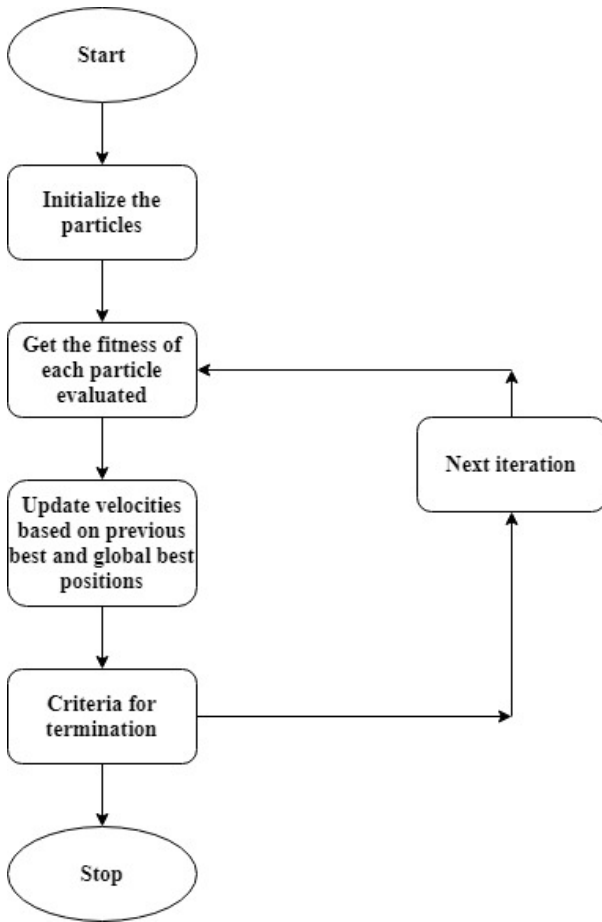 Start
Initialize the
particles
Get the fitness of
each particle
evaluated
Update velocities
based on previous
best and global best
positions
Criteria for
termination
Stop
Next iteration